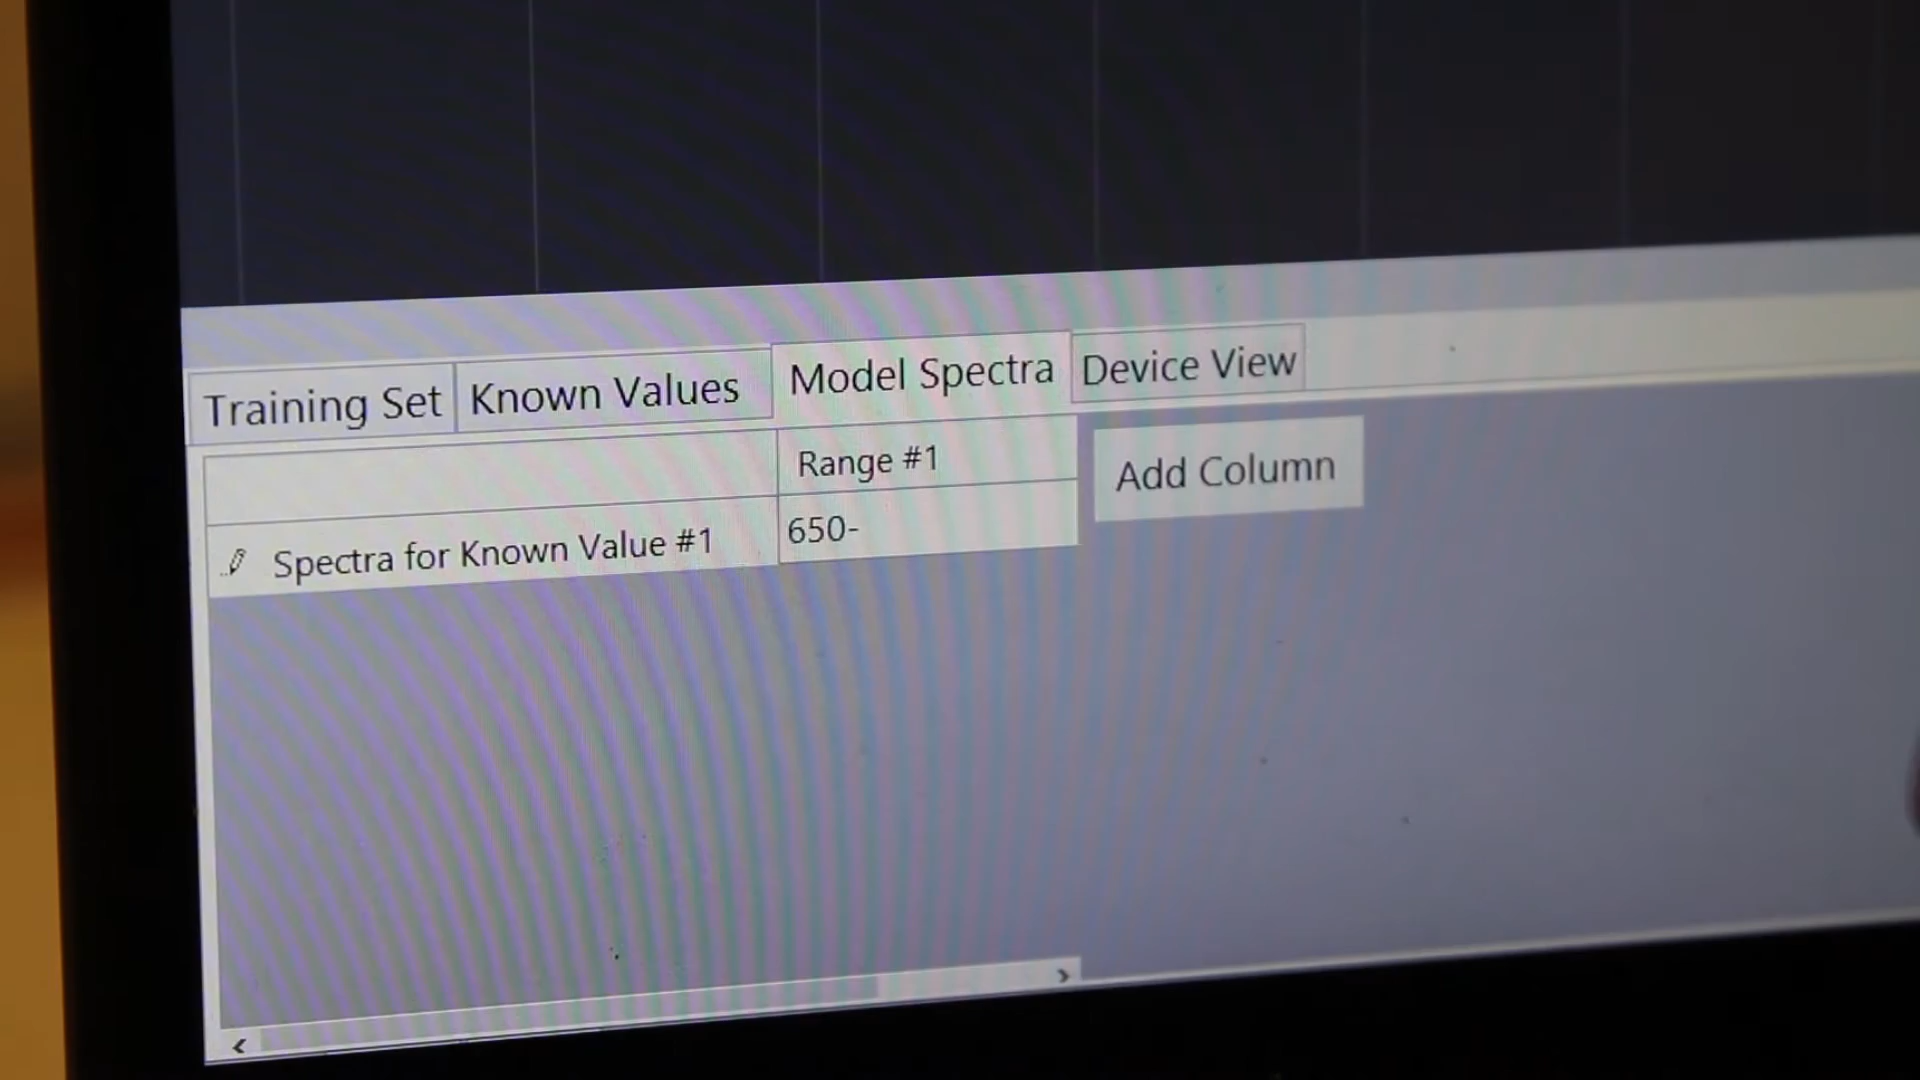 Training Set Known Values Model Spectra Device View
Range #1 Add Column
Spectra for Known Value #1 650-